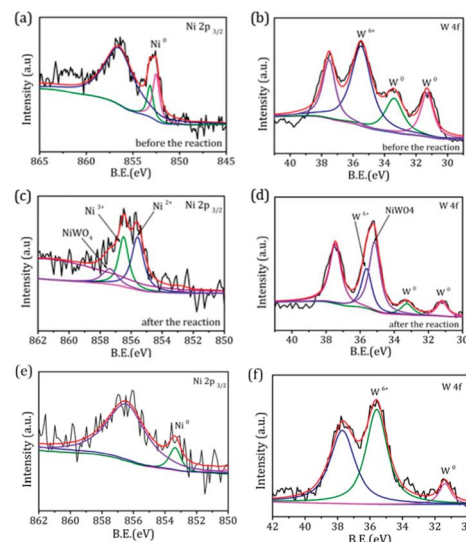 (a)
Ni 2p 3/2
Ni 0
Intensity (a.u)
865 860 855 850 845
before the reaction
B.E.(eV)
(b)
W 4f
W 6+
W 0
W 0
Intensity (a.u.)
40 38 36 34 32 30
before the reaction
B.E.(eV)
(c)
Ni 2p 3/2
Ni 3+
Ni 2+
NiWO4
Intensity (a.u.)
862 860 858 856 854 852 850
after the reaction
B.E.(eV)
(d)
W 4f
W 6+
NiWO4
W 0
W 0
Intensity (a.u.)
40 38 36 34 32 30
after the reaction
B.E.(eV)
(e)
Ni 2p 3/2
Ni 0
Intensity (a.u.)
862 860 858 856 854 852 850
B.E.(eV)
(f)
W 4f
W 6+
W 0
Intensity (a.u.)
42 40 38 36 34 32 30
B.E.(eV)